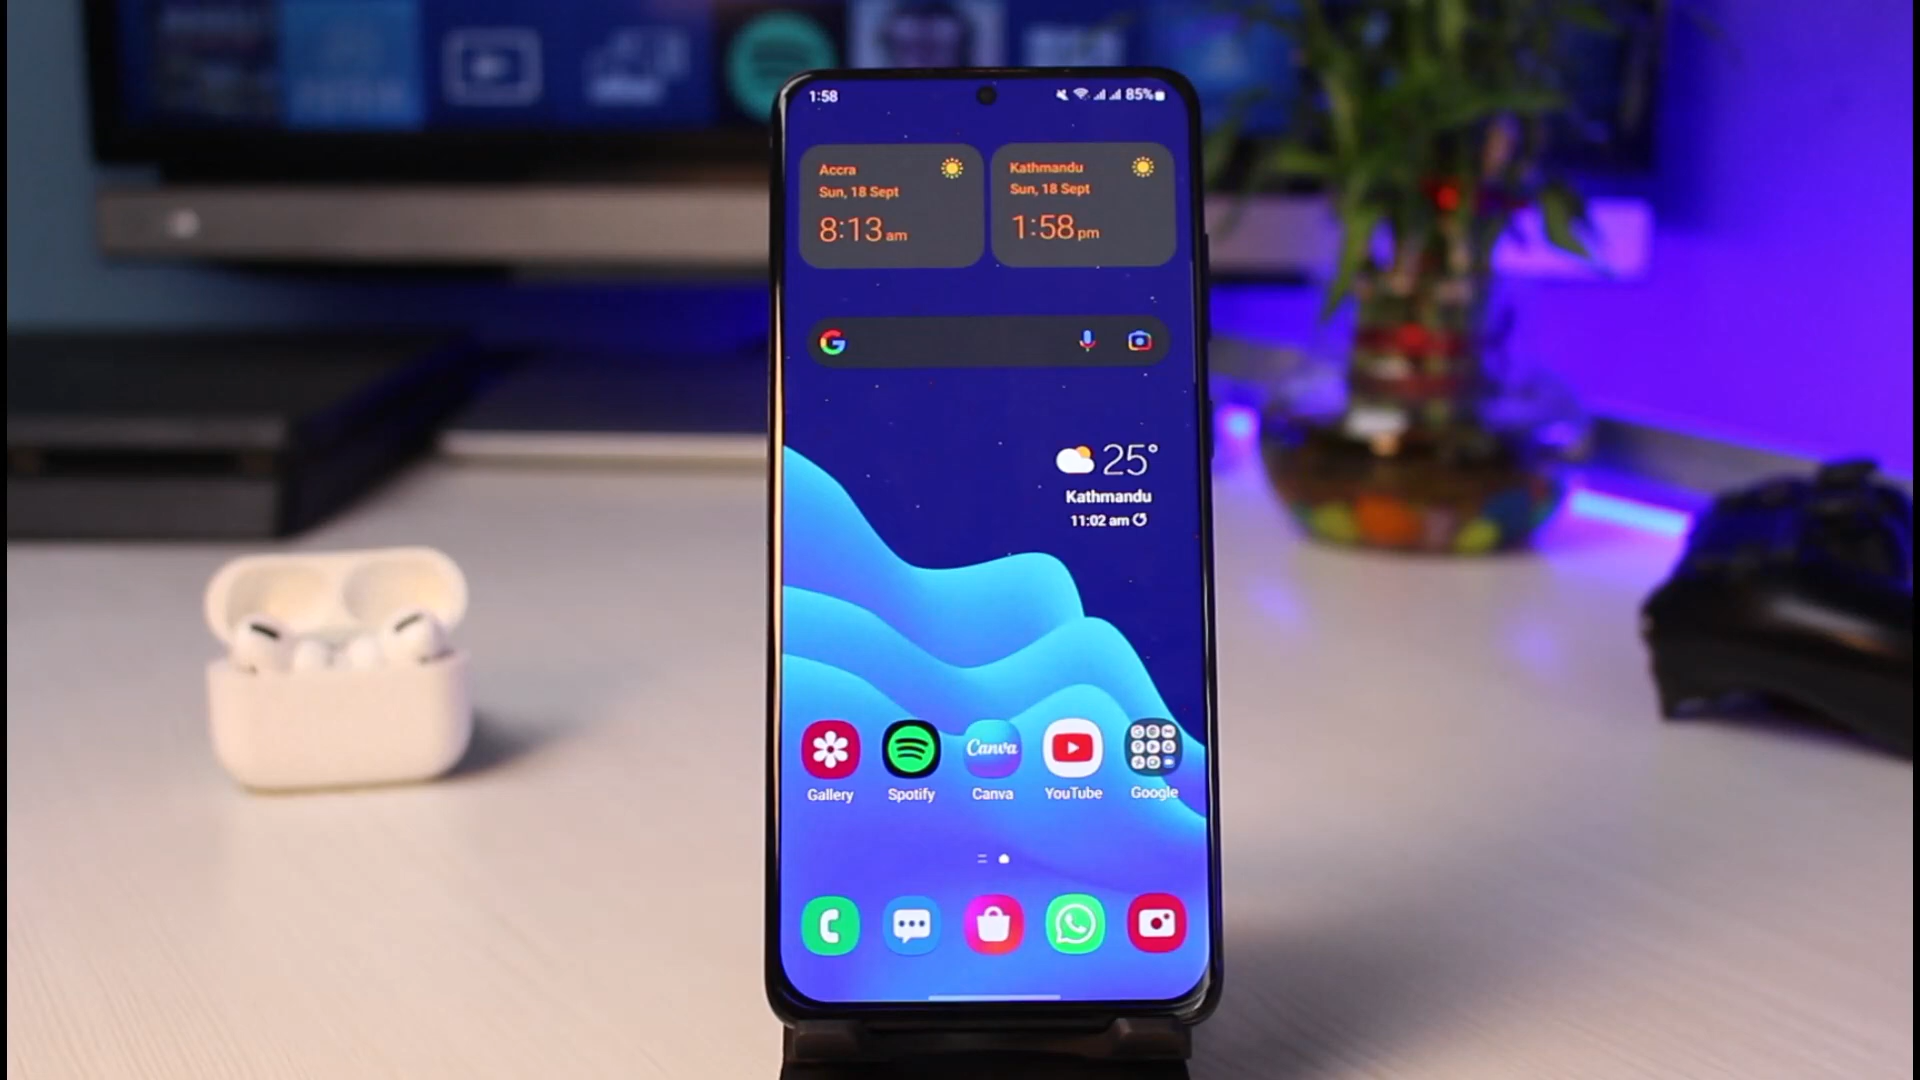 1:58
85%
Accra
Sun, 18 Sept
8:13 am
Kathmandu
Sun, 18 Sept
1:58 pm
25°
Kathmandu
11:02 am
Canva
Gallery
Spotify
Canva
YouTube
Google